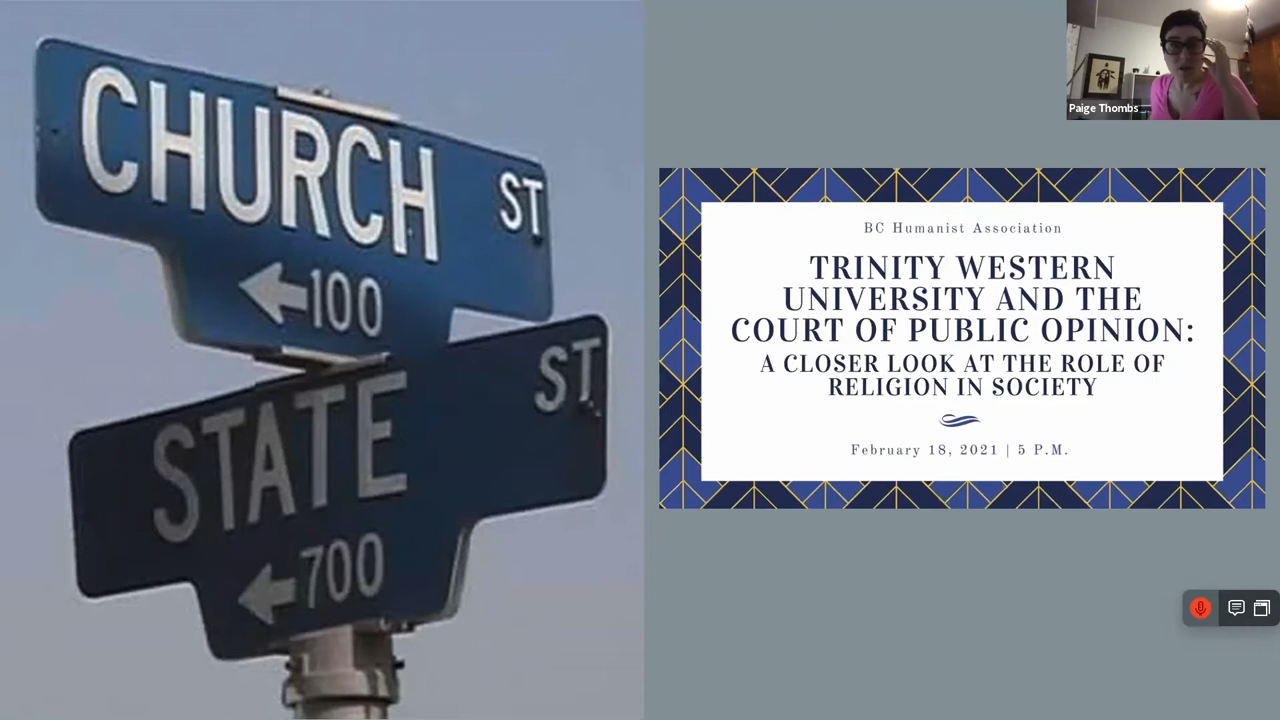 CHURCH ST
100
STATE ST
700
Paige Thombs
BC Humanist Association
TRINITY WESTERN
UNIVERSITY AND THE
COURT OF PUBLIC OPINION:
A CLOSER LOOK AT THE ROLE OF
RELIGION IN SOCIETY
February 18, 2021 | 5 P.M.